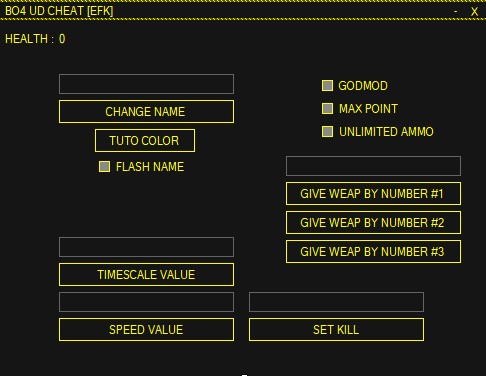 BO4 UD CHEAT [EFK] - X
HEALTH : 0
CHANGE NAME
TUTO COLOR
FLASH NAME
GODMOD
MAX POINT
UNLIMITED AMMO
GIVE WEAP BY NUMBER #1
GIVE WEAP BY NUMBER #2
GIVE WEAP BY NUMBER #3
TIMESCALE VALUE
SPEED VALUE
SET KILL